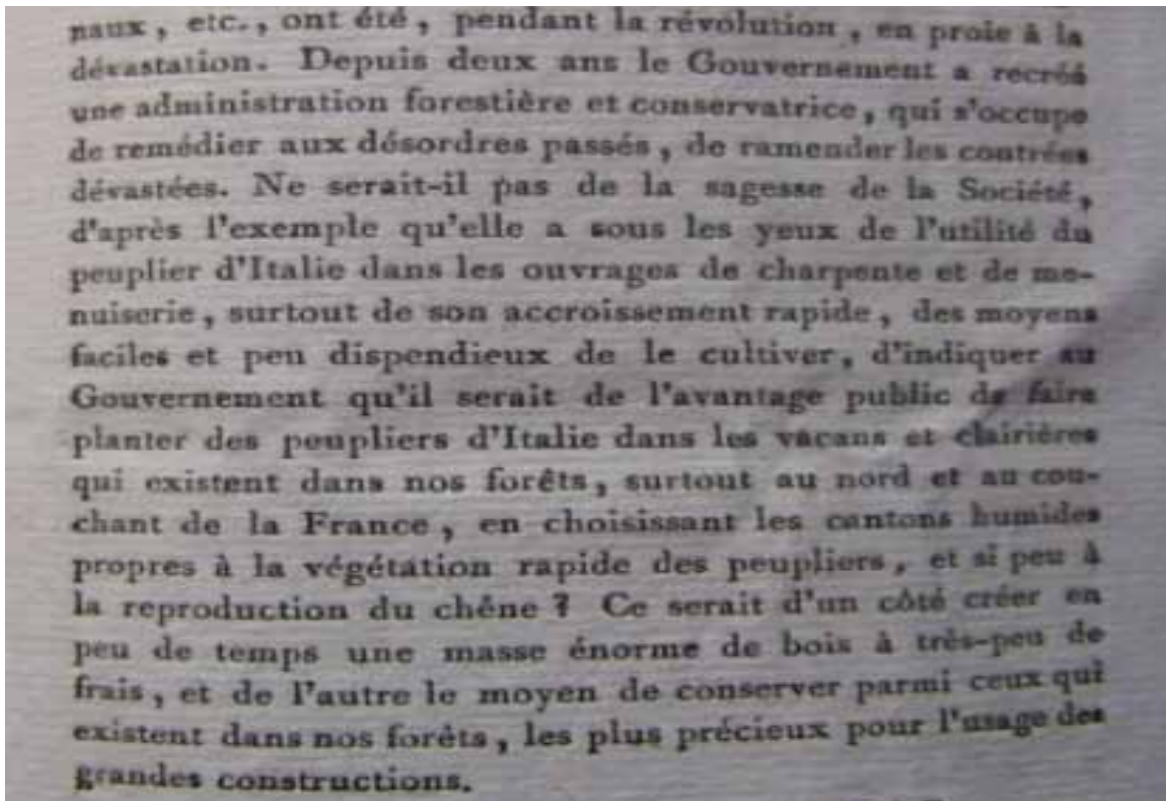 naux, etc., ont été, pendant la révolution, en proie à la
dévastation. Depuis deux ans le Gouvernement a recréé
une administration forestière et conservatrice, qui s'occupe
de remédier aux désordres passés, de ramender les contrées
dévastées. Ne serait-il pas de la sagesse de la Société,
d'après l'exemple qu'elle a sous les yeux de l'utilité du
peuplier d'Italie dans les ouvrages de charpente et de me-
nuiserie, surtout de son accroissement rapide, des moyens
faciles et peu dispendieux de le cultiver, d'indiquer au
Gouvernement qu'il serait de l'avantage public de faire
planter des peupliers d'Italie dans les vacans et clairières
qui existent dans nos forêts, surtout au nord et au cou-
chant de la France, en choisissant les cantons humides
propres à la végétation rapide des peupliers, et si peu à
la reproduction du chêne ? Ce serait d'un côté créer en
peu de temps une masse énorme de bois à très-peu de
frais, et de l'autre le moyen de conserver parmi ceux qui
existent dans nos forêts, les plus précieux pour l'usage des
grandes constructions.